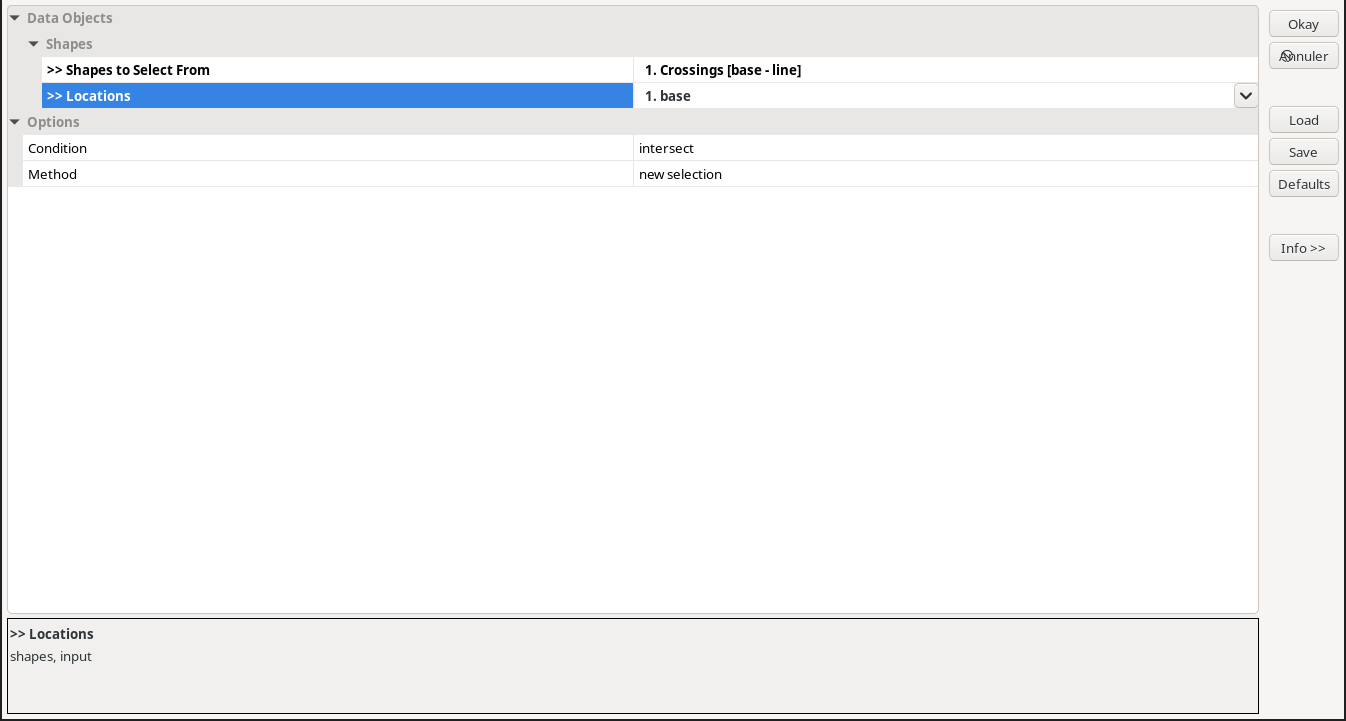 Data Objects
Shapes
>> Shapes to Select From
1. Crossings [base - line]
>> Locations
1. base
Options
Condition
intersect
Method
new selection
Okay
Annuler
Load
Save
Defaults
Info >>
>> Locations
shapes, input